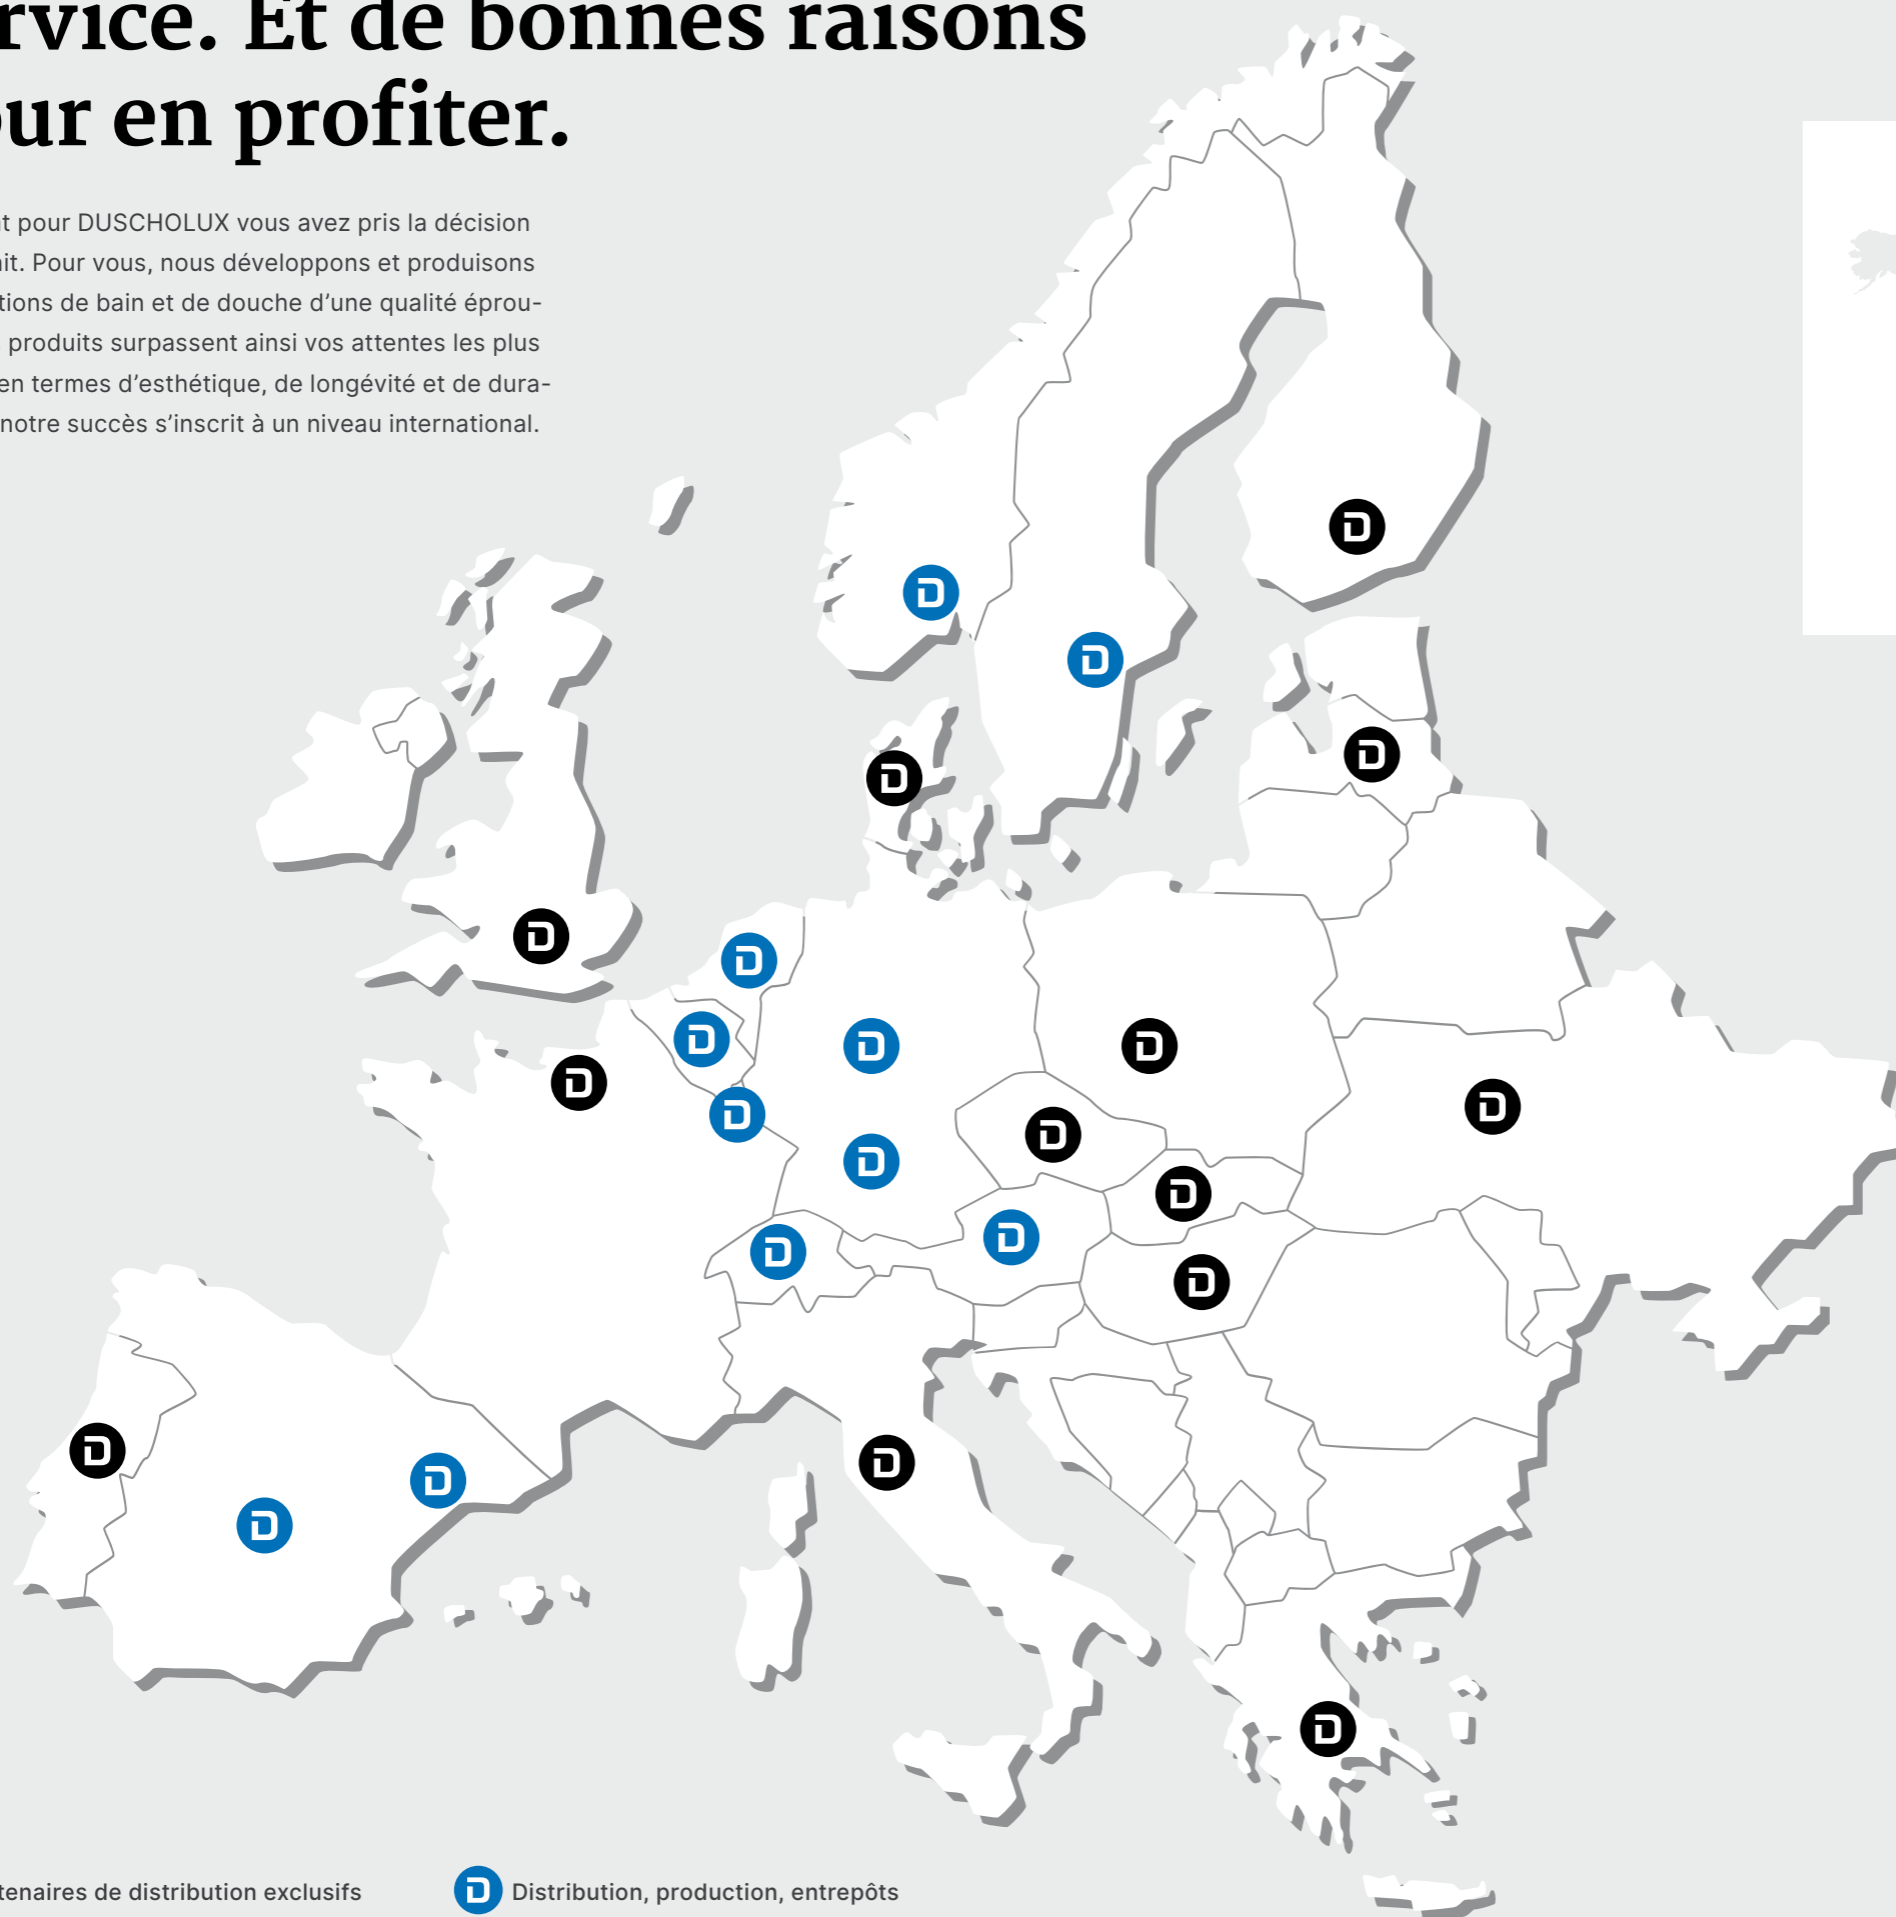 rvice. Et de bonnes raisons
ur en profiter.
t pour DUSCHOLUX vous avez pris la décision
it. Pour vous, nous développons et produisons
tions de bain et de douche d’une qualité éprou-
produits surpassent ainsi vos attentes les plus
en termes d’esthétique, de longévité et de dura-
notre succès s’inscrit à un niveau international.
tenaires de distribution exclusifs
Distribution, production, entrepôts